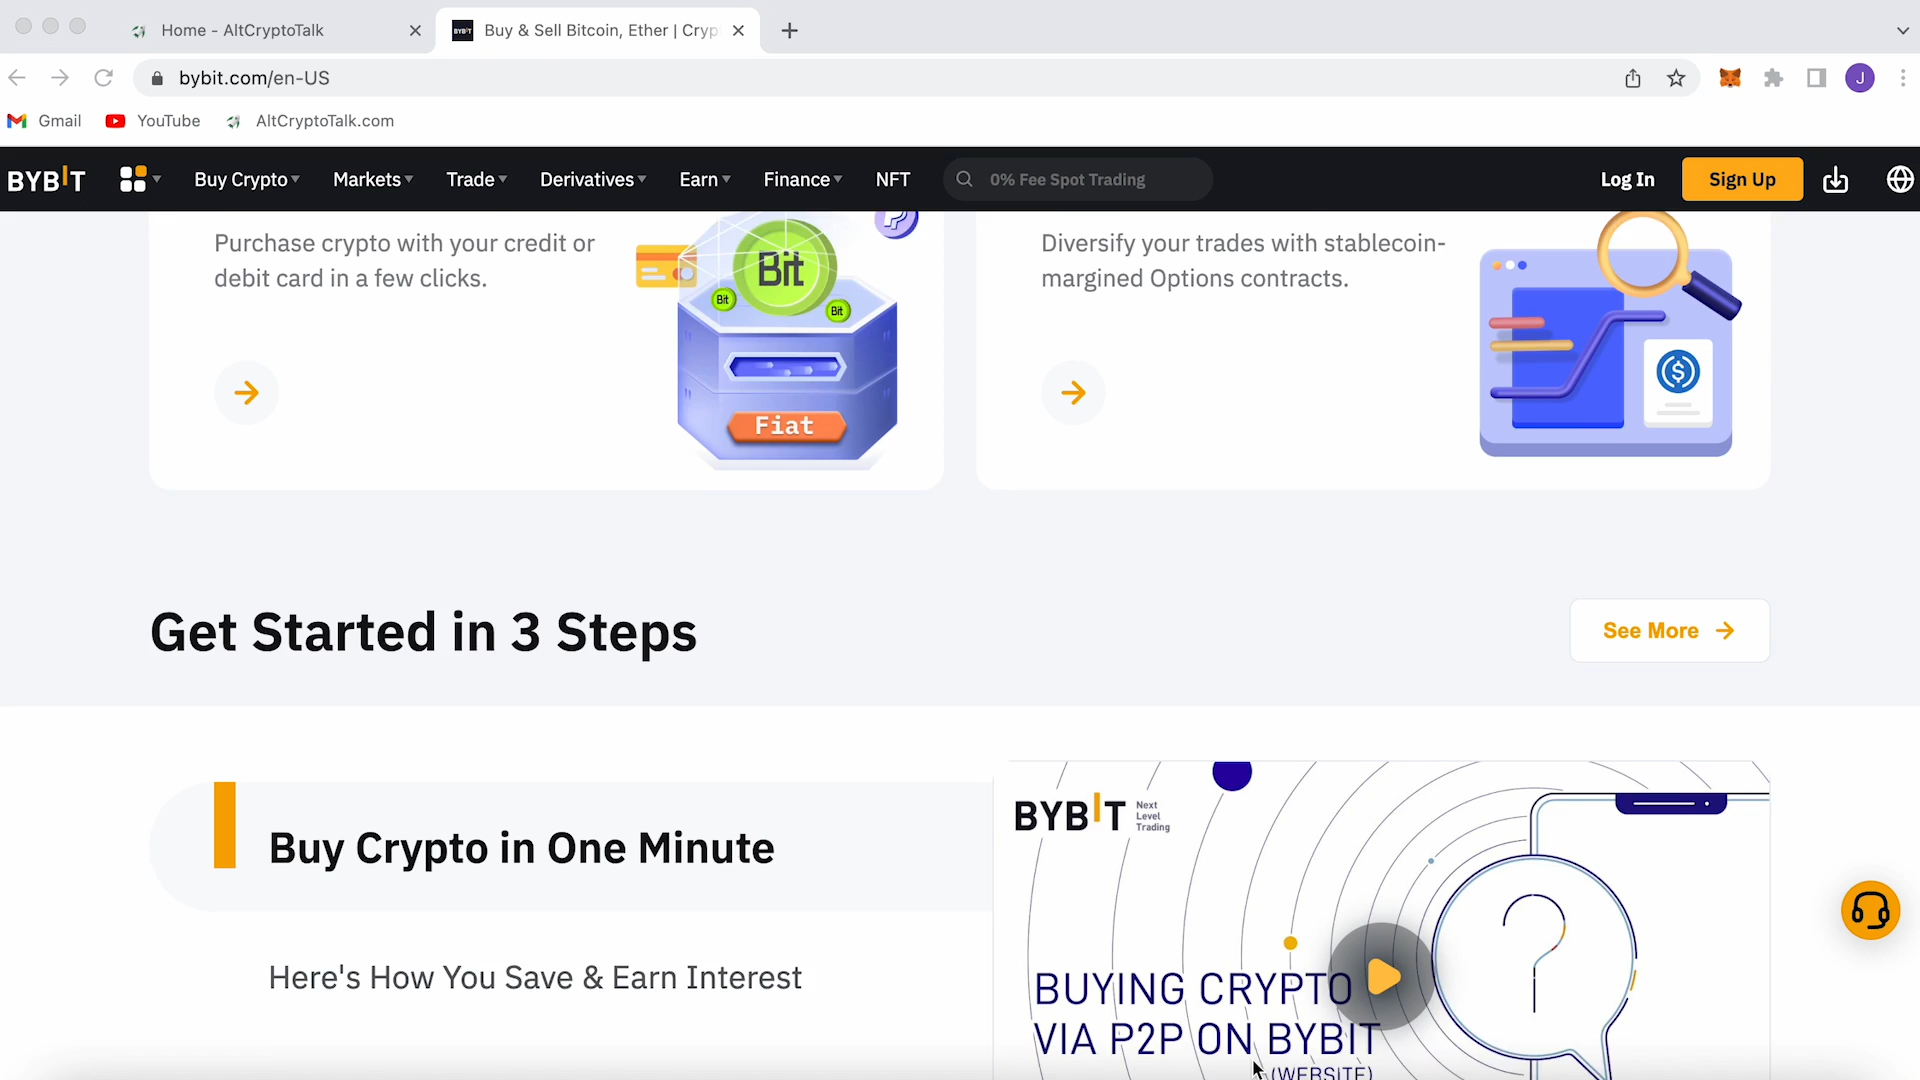 Home - AltCryptoTalk
BYBIT
Buy & Sell Bitcoin, Ether | Cryp
bybit.com/en-US
J
Gmail
YouTube
AltCryptoTalk.com
BYBIT
Buy Crypto
Markets
Trade
Derivatives
Earn
Finance
NFT
0% Fee Spot Trading
Log In
Sign Up
Purchase crypto with your credit or
debit card in a few clicks.
Bit
Bit
Bit
Fiat
Diversify your trades with stablecoin-
margined Options contracts.
$
Get Started in 3 Steps
See More
Buy Crypto in One Minute
Here's How You Save & Earn Interest
BYBIT
Next
Level
Trading
?
BUYING CRYPTO
VIA P2P ON BYBIT
(WEBSITE)